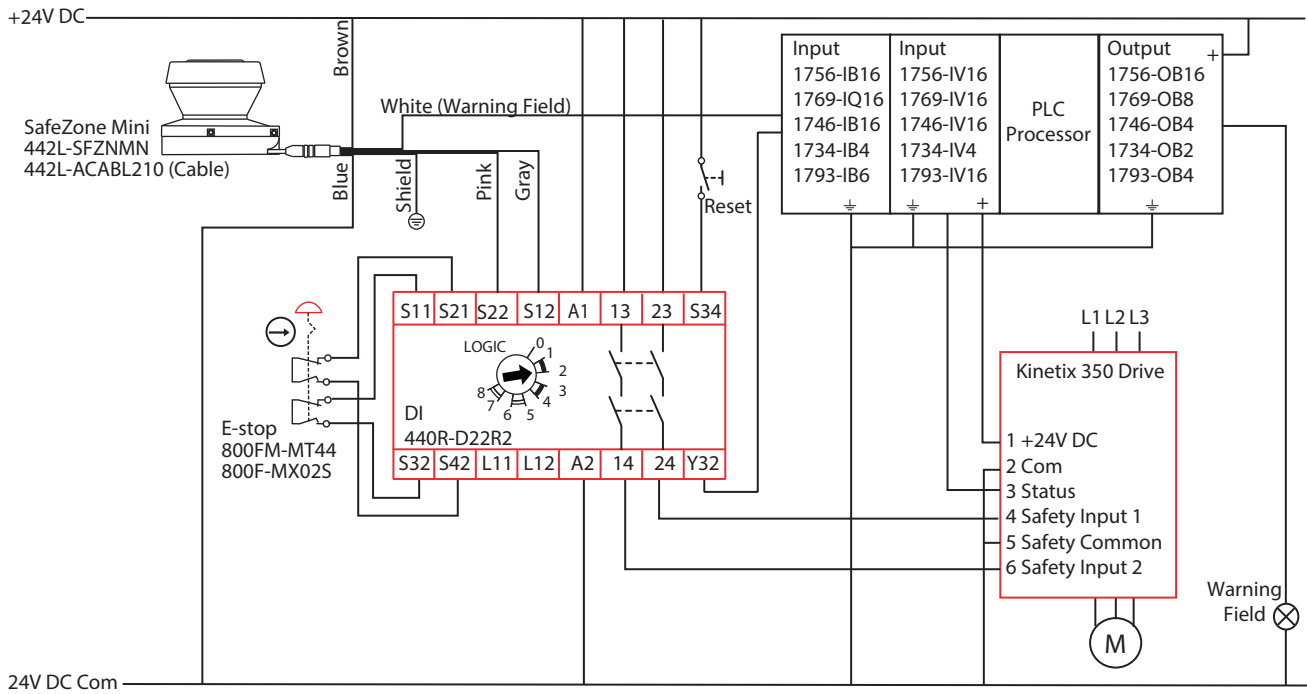 +24V DC
Brown
White (Warning Field)
SafeZone Mini
442L-SFZNMN
442L-ACABL210 (Cable)
Blue
Shield
Pink
Gray
Reset
Input
1756-IB16
1769-IQ16
1746-IB16
1734-IB4
1793-IB6
Input
1756-IV16
1769-IV16
1746-IV16
1734-IV4
1793-IV16
+
PLC
Processor
Output
+
1756-OB16
1769-OB8
1746-OB4
1734-OB2
1793-OB4
S11 S21 S22 S12 A1 13 23 S34
LOGIC
0
1
2
3
4
5
6
7
8
DI
440R-D22R2
S32 S42 L11 L12 A2 14 24 Y32
E-stop
800FM-MT44
800F-MX02S
L1 L2 L3
Kinetix 350 Drive
1 +24V DC
2 Com
3 Status
4 Safety Input 1
5 Safety Common
6 Safety Input 2
M
Warning
Field
24V DC Com